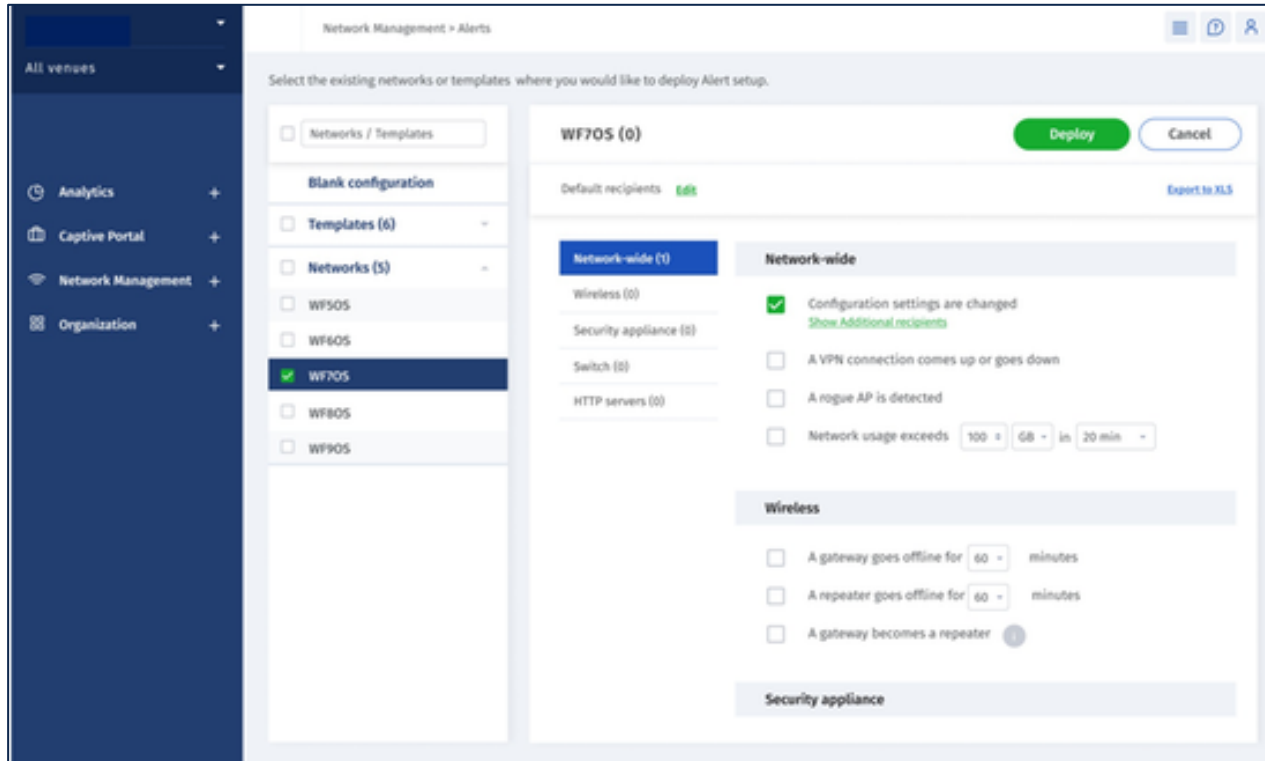 Network Management > Alerts
All venues
Select the existing networks or templates where you would like to deploy Alert setup.
Analytics +
Captive Portal +
Network Management +
Organization +
Networks / Templates
Blank configuration
Templates (6)
Networks (5)
WF5OS
WF6OS
WF7OS
WF8OS
WF9OS
WF7OS (0)
Deploy
Cancel
Default recipients Edit
Export to XLS
Network-wide (1)
Wireless (0)
Security appliance (0)
Switch (0)
HTTP servers (0)
Network-wide
Configuration settings are changed
Show Additional recipients
A VPN connection comes up or goes down
A rogue AP is detected
Network usage exceeds 100 GB in 20 min
Wireless
A gateway goes offline for 60 minutes
A repeater goes offline for 60 minutes
A gateway becomes a repeater i
Security appliance